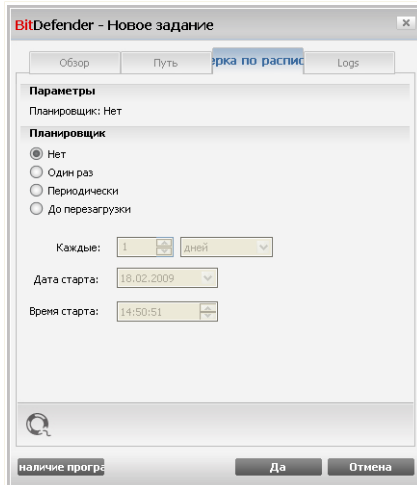 BitDefender - Новое задание
Обзор Путь ерка по распис Logs
Параметры
Планировщик: Нет
Планировщик
Нет
Один раз
Периодически
До перезагрузки
Каждые: 1 дней
Дата старта: 18.02.2009
Время старта: 14:50:51
наличие програ Да Отмена